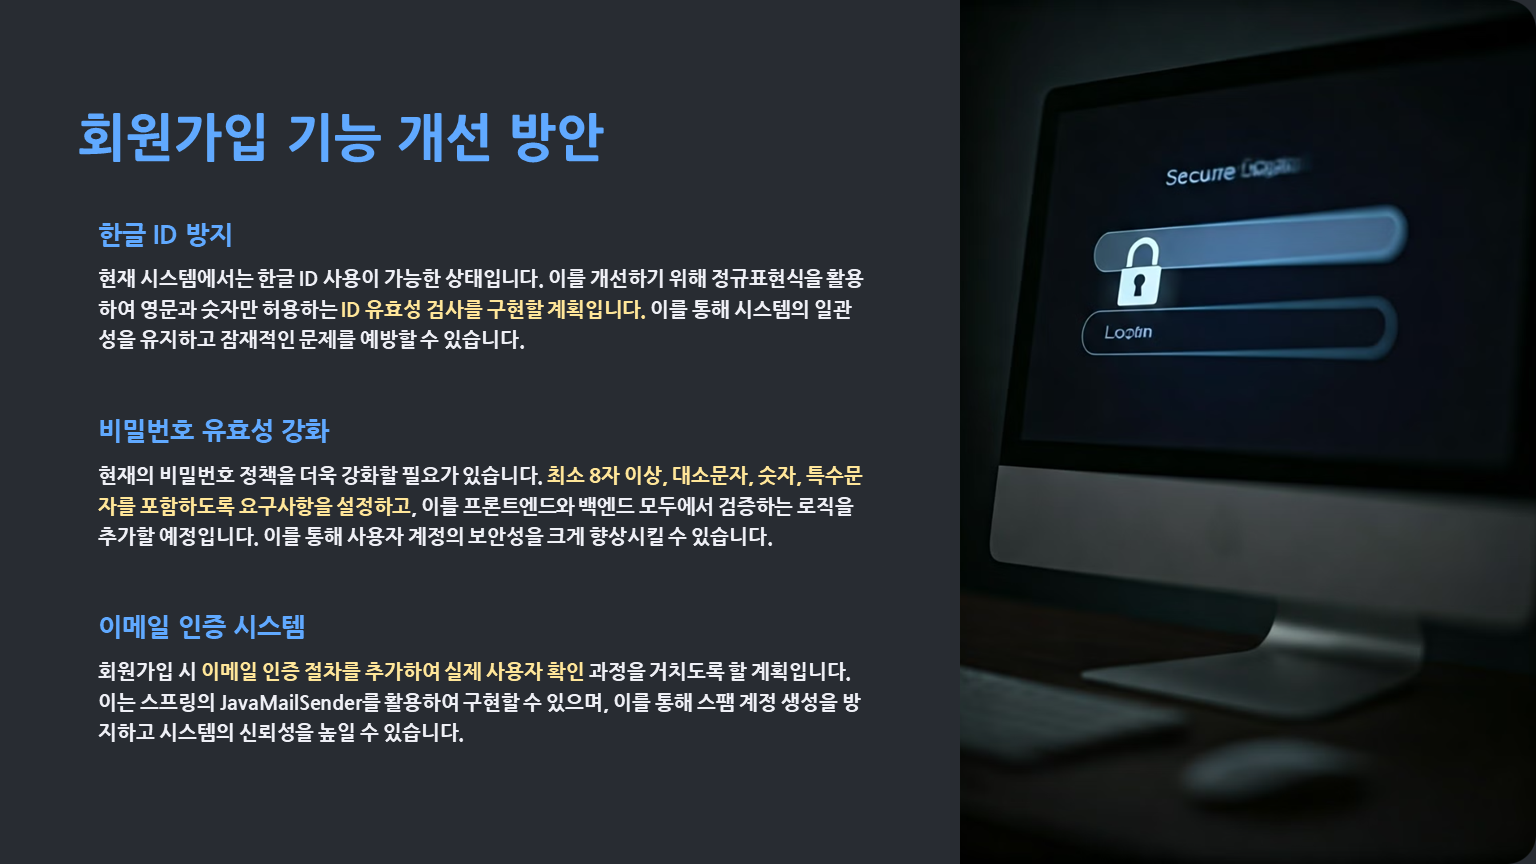 회원가입 기능 개선 방안
한글 ID 방지
현재 시스템에서는 한글 ID 사용이 가능한 상태입니다. 이를 개선하기 위해 정규표현식을 활용
하여 영문과 숫자만 허용하는 ID 유효성 검사를 구현할 계획입니다. 이를 통해 시스템의 일관
성을 유지하고 잠재적인 문제를 예방할 수 있습니다.
비밀번호 유효성 강화
현재의 비밀번호 정책을 더욱 강화할 필요가 있습니다. 최소 8자 이상, 대소문자, 숫자, 특수문
자를 포함하도록 요구사항을 설정하고, 이를 프론트엔드와 백엔드 모두에서 검증하는 로직을
추가할 예정입니다. 이를 통해 사용자 계정의 보안성을 크게 향상시킬 수 있습니다.
이메일 인증 시스템
회원가입 시 이메일 인증 절차를 추가하여 실제 사용자 확인 과정을 거치도록 할 계획입니다.
이는 스프링의 JavaMailSender를 활용하여 구현할 수 있으며, 이를 통해 스팸 계정 생성을 방
지하고 시스템의 신뢰성을 높일 수 있습니다.